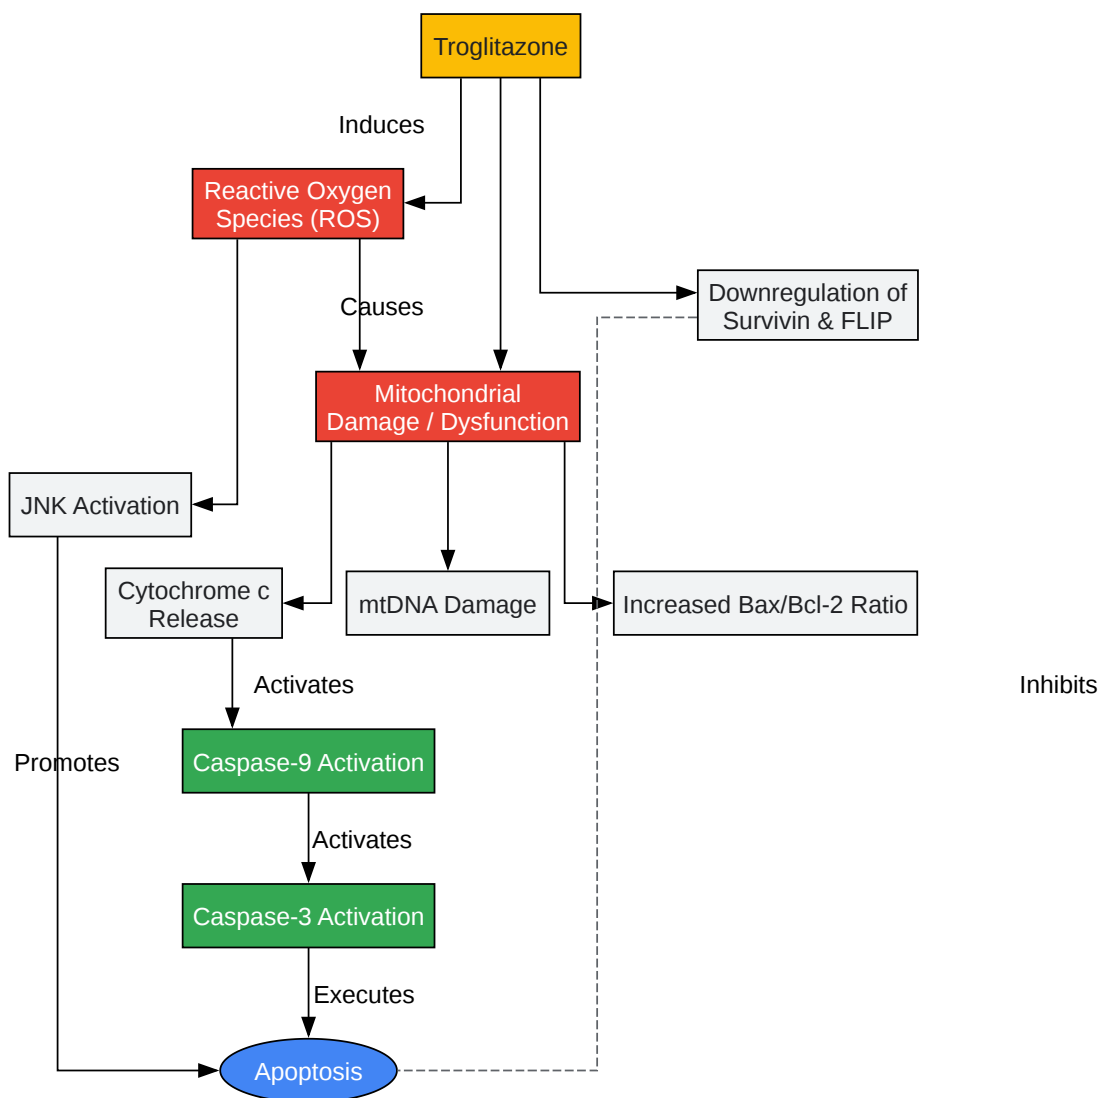 Troglitazone
Induces
Reactive Oxygen
Species (ROS)
Causes
Downregulation of
Survivin & FLIP
Mitochondrial
Damage / Dysfunction
JNK Activation
Cytochrome c
Release
mtDNA Damage
Increased Bax/Bcl-2 Ratio
Activates
Inhibits
Promotes
Caspase-9 Activation
Activates
Caspase-3 Activation
Executes
Apoptosis